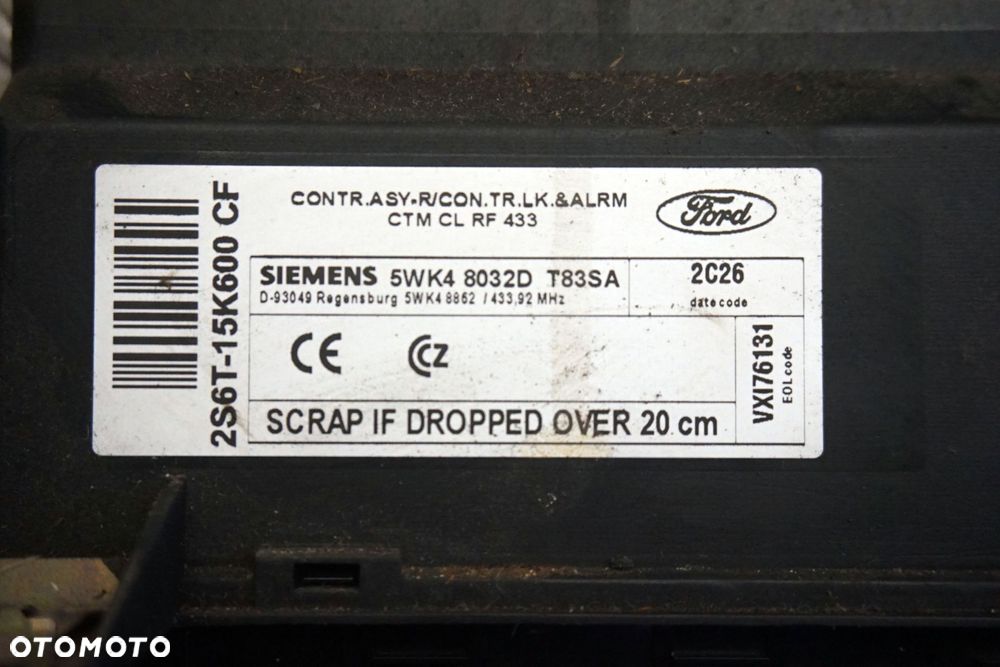 2S6T-15K600 CF
CONTR.ASY-R/CON.TR.LK.&ALRM
CTM CL RF 433
Ford
SIEMENS 5WK4 8032D T83SA
D-93049 Regensburg 5WK4 8862 / 433,92 MHz
2C26
datecode
CE
CCZ
VXI76131
EOLcode
SCRAP IF DROPPED OVER 20 cm
OTOMOTO